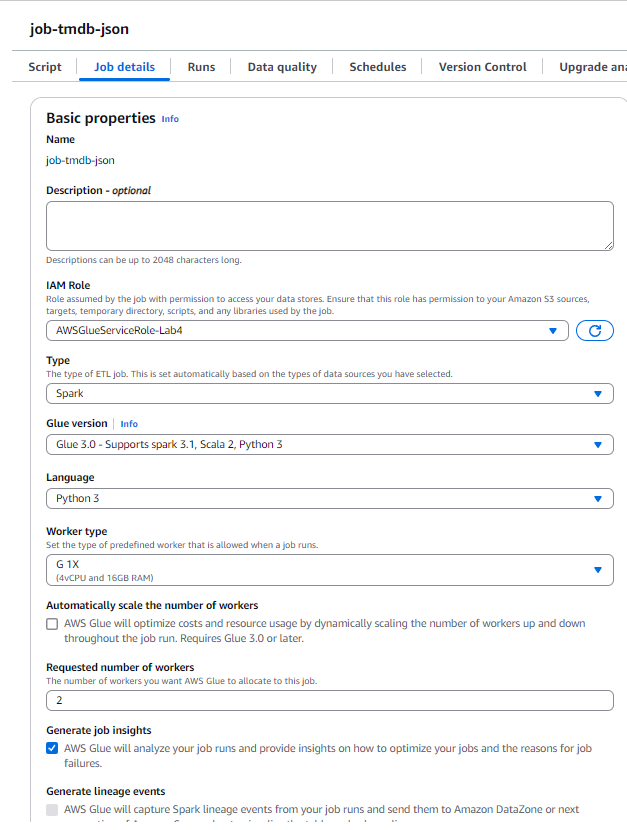 job-tmdb-json
Script Job details Runs Data quality Schedules Version Control Upgrade ana
Basic properties Info
Name
job-tmdb-json
Description - optional
Descriptions can be up to 2048 characters long.
IAM Role
Role assumed by the job with permission to access your data stores. Ensure that this role has permission to your Amazon S3 sources,
targets, temporary directory, scripts, and any libraries used by the job.
AWSGlueServiceRole-Lab4
Type
The type of ETL job. This is set automatically based on the types of data sources you have selected.
Spark
Glue version Info
Glue 3.0 - Supports spark 3.1, Scala 2, Python 3
Language
Python 3
Worker type
Set the type of predefined worker that is allowed when a job runs.
G 1X
(4vCPU and 16GB RAM)
Automatically scale the number of workers
AWS Glue will optimize costs and resource usage by dynamically scaling the number of workers up and down
throughout the job run. Requires Glue 3.0 or later.
Requested number of workers
The number of workers you want AWS Glue to allocate to this job.
2
Generate job insights
AWS Glue will analyze your job runs and provide insights on how to optimize your jobs and the reasons for job
failures.
Generate lineage events
AWS Glue will capture Spark lineage events from your job runs and send them to Amazon DataZone or next